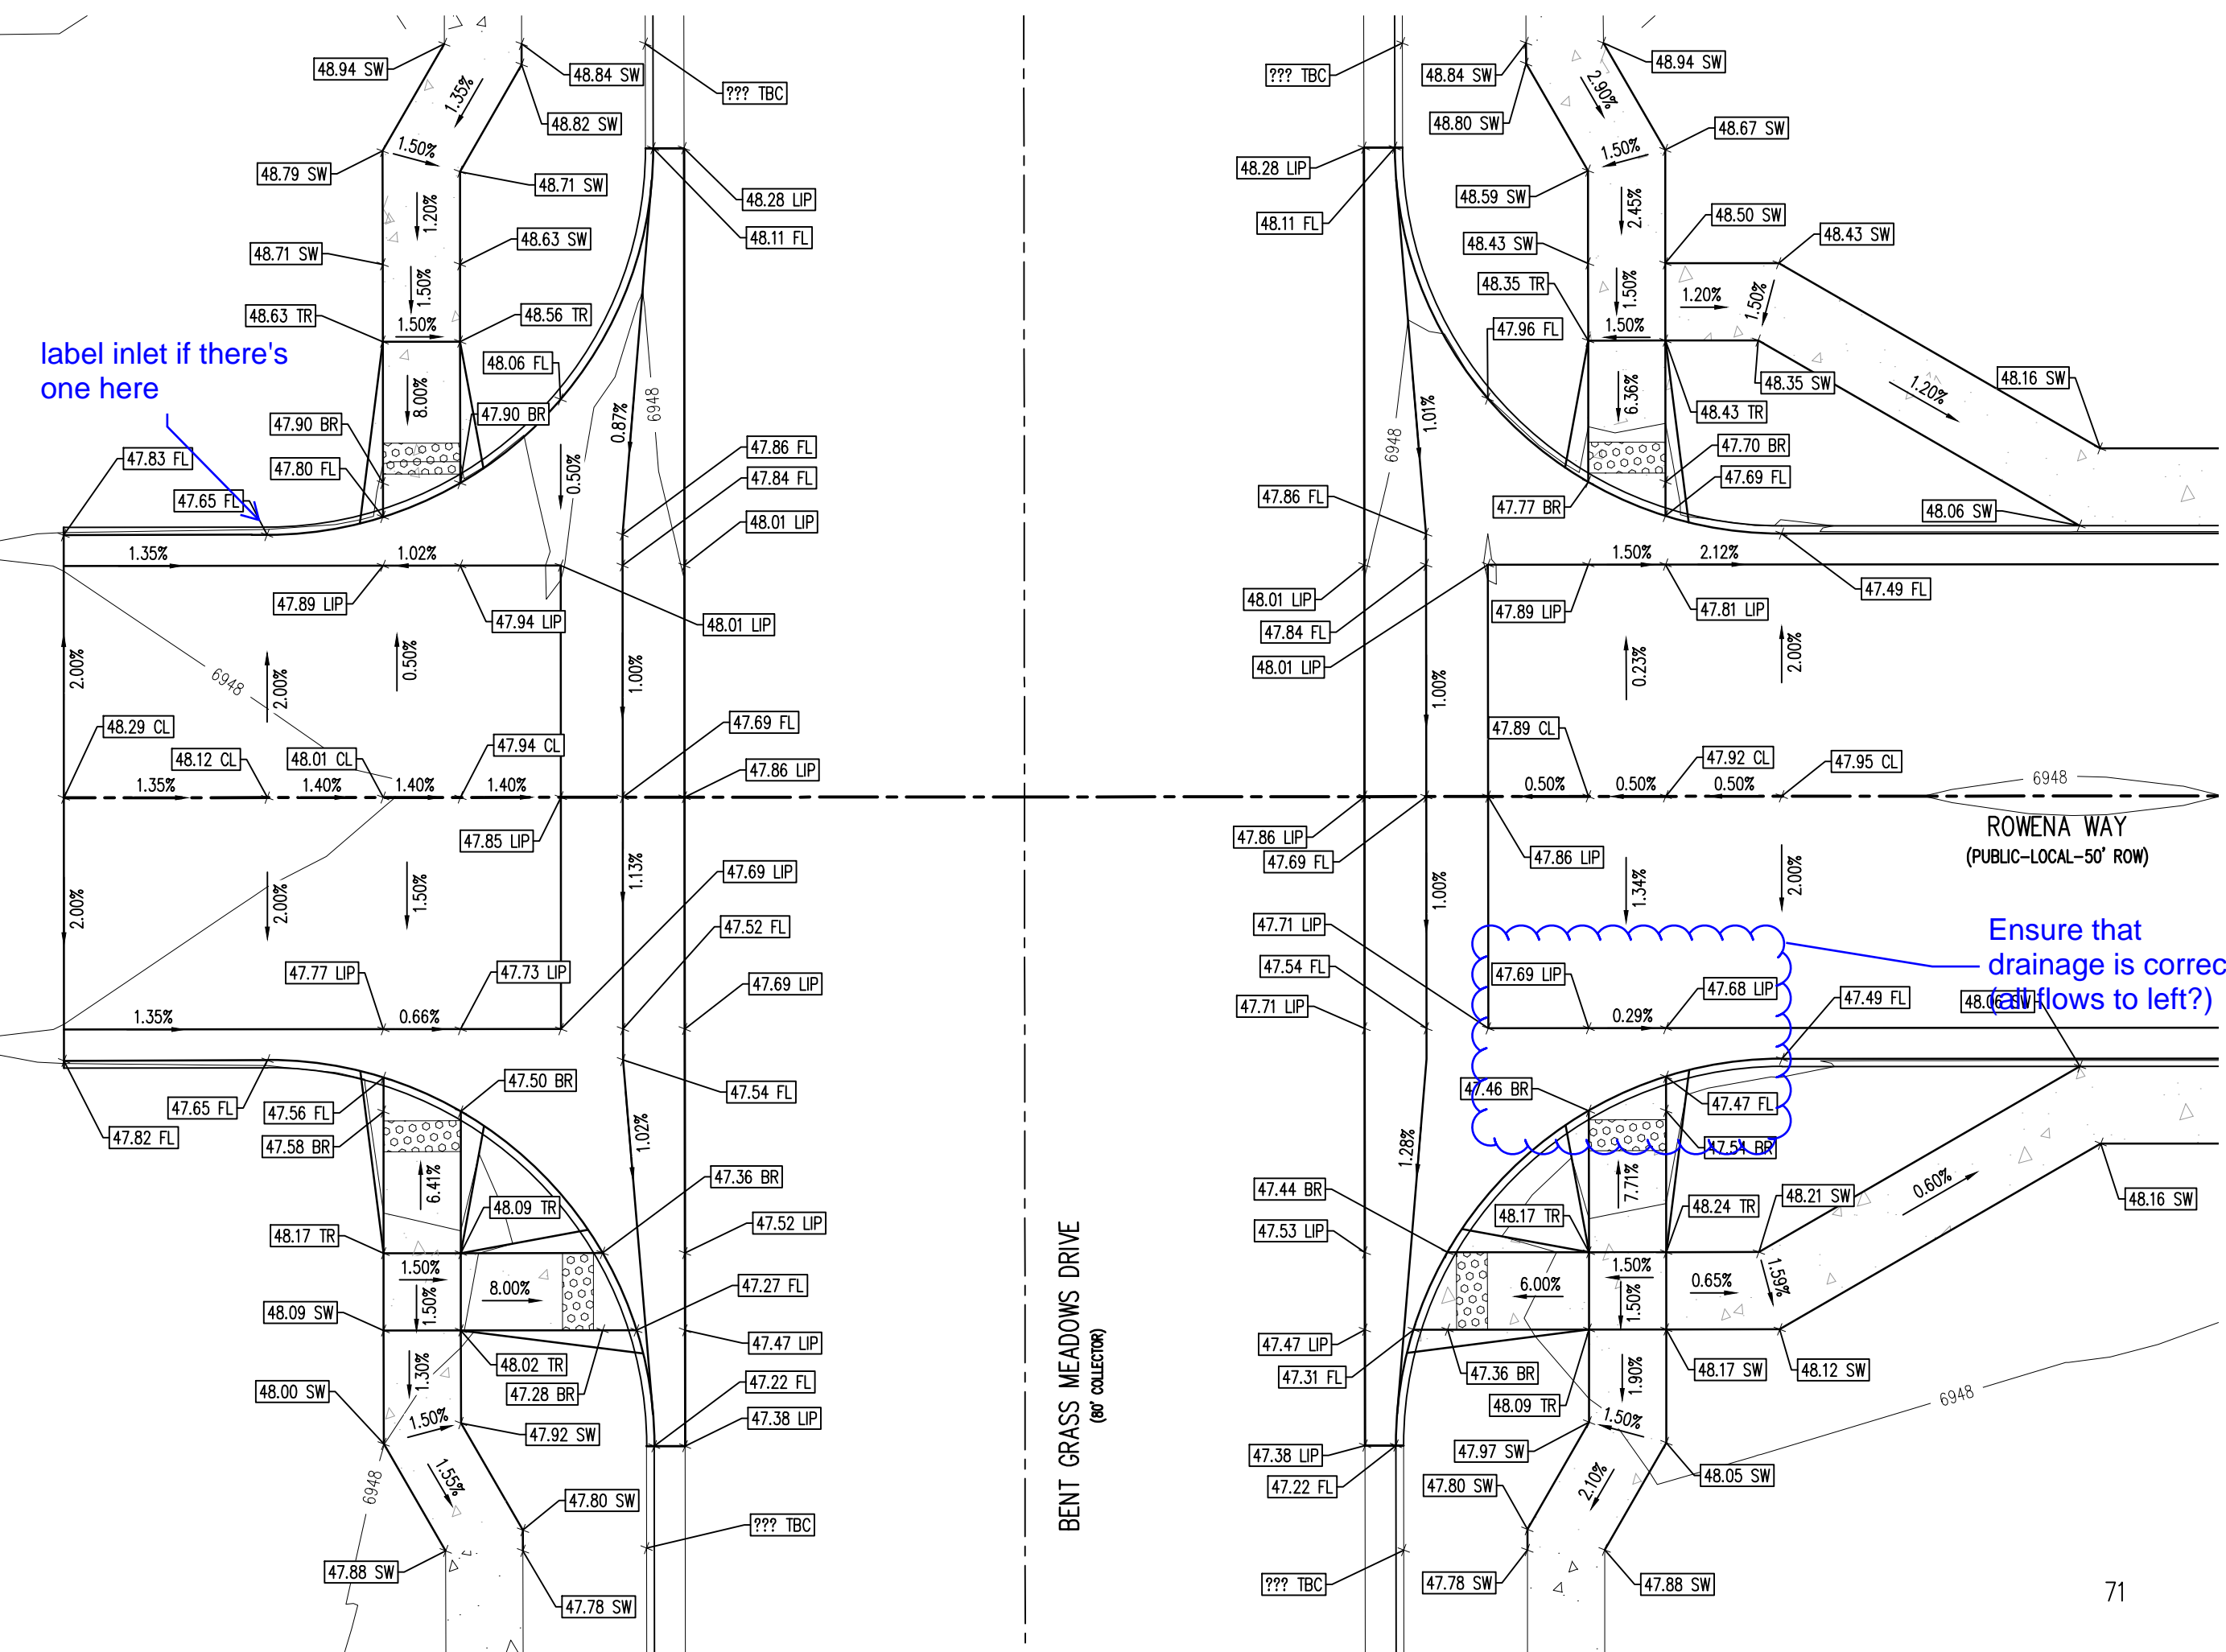 48.94 SW
48.84 SW
??? TBC
48.82 SW
1.35%
1.50%
48.79 SW
48.71 SW
1.20%
48.28 LIP
48.11 FL
48.71 SW
48.63 SW
1.50%
48.63 TR
48.56 TR
1.50%
label inlet if there's
one here
48.06 FL
8.00%
47.90 BR
47.90 BR
0.87%
6948
47.83 FL
47.80 FL
47.65 FL
0.50%
47.86 FL
47.84 FL
48.01 LIP
1.35%
1.02%
47.89 LIP
47.94 LIP
48.01 LIP
2.00%
6948
2.00%
0.50%
1.00%
48.29 CL
48.12 CL
48.01 CL
47.94 CL
47.69 FL
47.86 LIP
1.35%
1.40%
1.40%
1.40%
47.85 LIP
47.69 LIP
2.00%
2.00%
1.50%
1.13%
47.52 FL
47.77 LIP
47.73 LIP
47.69 LIP
1.35%
0.66%
47.54 FL
47.50 BR
47.65 FL
47.56 FL
47.82 FL
47.58 BR
1.02%
6.41%
47.36 BR
48.09 TR
48.17 TR
47.52 LIP
1.50%
8.00%
47.27 FL
48.09 SW
1.50%
47.47 LIP
48.02 TR
1.30%
47.28 BR
47.22 FL
48.00 SW
47.38 LIP
1.50%
47.92 SW
6948
1.55%
47.80 SW
??? TBC
47.88 SW
47.78 SW
BENT GRASS MEADOWS DRIVE
(80' COLLECTOR)
??? TBC
48.84 SW
48.94 SW
2.90%
48.80 SW
48.67 SW
1.50%
48.28 LIP
48.59 SW
2.45%
48.11 FL
48.50 SW
48.43 SW
48.43 SW
48.35 TR
1.50%
1.20%
1.50%
1.50%
47.96 FL
48.35 SW
48.16 SW
1.20%
6.36%
48.43 TR
1.01%
6948
47.70 BR
47.69 FL
47.86 FL
47.77 BR
48.06 SW
1.50%
2.12%
47.49 FL
48.01 LIP
47.89 LIP
47.81 LIP
47.84 FL
48.01 LIP
0.23%
2.00%
1.00%
47.89 CL
47.92 CL
47.95 CL
0.50%
0.50%
0.50%
6948
47.86 LIP
47.69 FL
47.86 LIP
ROWENA WAY
(PUBLIC-LOCAL-50' ROW)
1.00%
1.34%
2.00%
47.71 LIP
47.54 FL
47.71 LIP
47.69 LIP
47.68 LIP
47.49 FL
48.06 SW
Ensure that
drainage is correc
(all flows to left?)
0.29%
47.46 BR
47.47 FL
47.54 BR
1.28%
7.71%
47.44 BR
48.17 TR
48.24 TR
48.21 SW
0.60%
48.16 SW
47.53 LIP
6.00%
1.50%
1.50%
0.65%
1.59%
47.47 LIP
47.31 FL
47.36 BR
48.09 TR
1.90%
48.17 SW
48.12 SW
1.50%
6948
47.38 LIP
47.97 SW
47.22 FL
47.80 SW
2.10%
48.05 SW
??? TBC
47.78 SW
47.88 SW
71